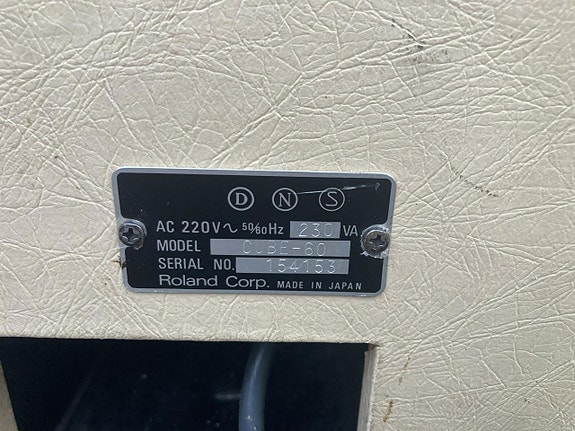 D N S
AC 220V~ 50/60Hz 230 VA.
MODEL CUBE-60
SERIAL NO. 154153
Roland Corp. MADE IN JAPAN